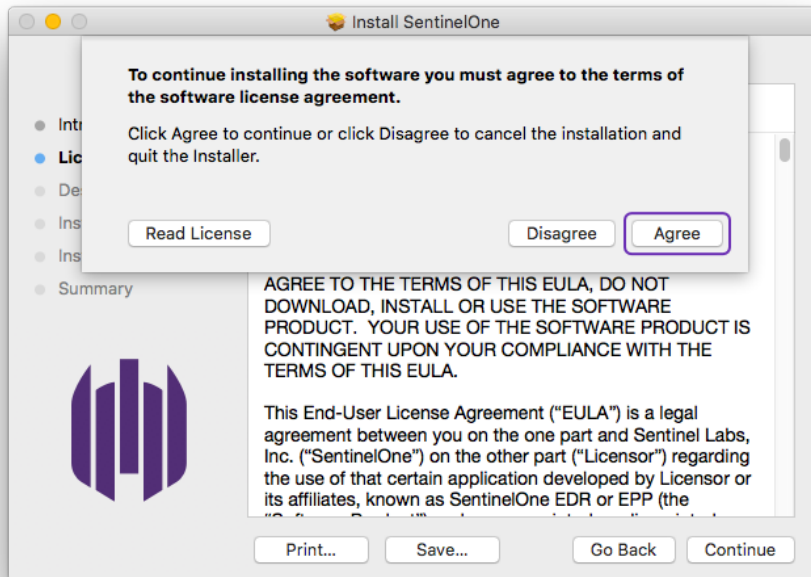 Install SentinelOne
To continue installing the software you must agree to the terms of
the software license agreement.
Click Agree to continue or click Disagree to cancel the installation and
quit the Installer.
Read License
Disagree
Agree
Summary
AGREE TO THE TERMS OF THIS EULA, DO NOT
DOWNLOAD, INSTALL OR USE THE SOFTWARE
PRODUCT.  YOUR USE OF THE SOFTWARE PRODUCT IS
CONTINGENT UPON YOUR COMPLIANCE WITH THE
TERMS OF THIS EULA.
This End-User License Agreement (“EULA”) is a legal
agreement between you on the one part and Sentinel Labs,
Inc. (“SentinelOne”) on the other part (“Licensor”) regarding
the use of that certain application developed by Licensor or
its affiliates, known as SentinelOne EDR or EPP (the
Print...
Save...
Go Back
Continue